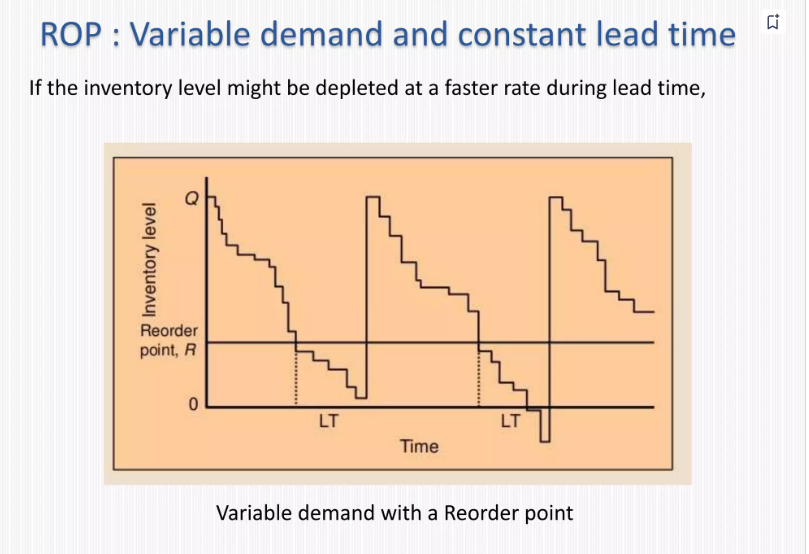 ROP : Variable demand and constant lead time
If the inventory level might be depleted at a faster rate during lead time,
Q
Inventory level
Reorder
point, R
0
LT
LT
Time
Variable demand with a Reorder point